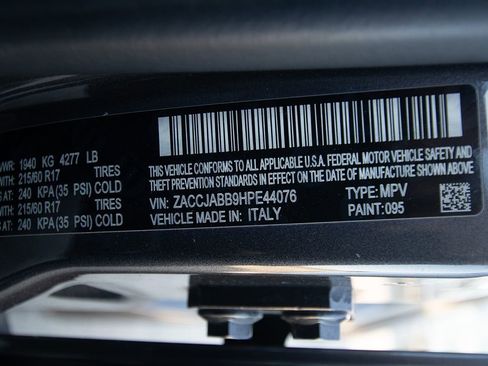 VWR: 1940 KG 4277 LB
215/60 R17 TIRES
240 KPA(35 PSI) COLD
215/60 R17 TIRES
AT: 240 KPA(35 PSI) COLD
THIS VEHICLE CONFORMS TO ALL APPLICABLE U.S.A. FEDERAL MOTOR VEHICLE SAFETY AND
THEFT PREVENTION STANDARDS IN EFFECT ON THE DATE OF MANUFACTURE SHOWN ABOVE.
VIN: ZACCJABB9HPE44076 TYPE: MPV
VEHICLE MADE IN: ITALY PAINT: 095